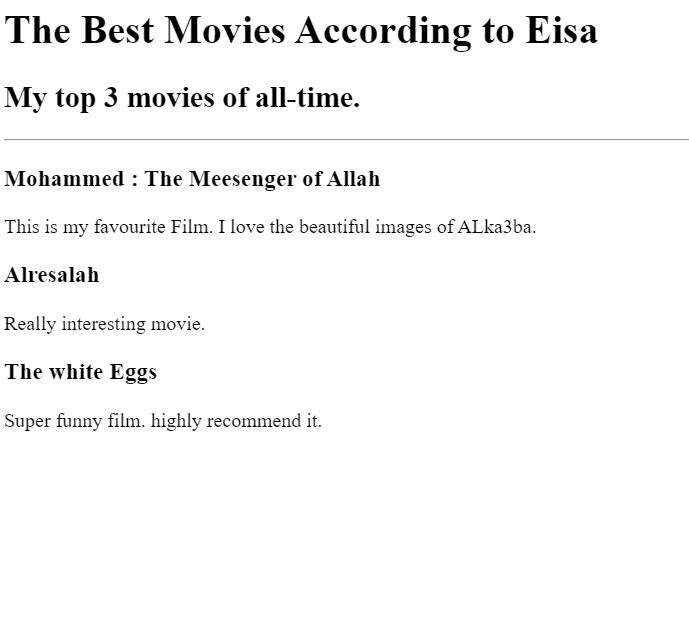 The Best Movies According to Eisa
My top 3 movies of all-time.
Mohammed : The Meesenger of Allah
This is my favourite Film. I love the beautiful images of ALka3ba.
Alresalah
Really interesting movie.
The white Eggs
Super funny film. highly recommend it.